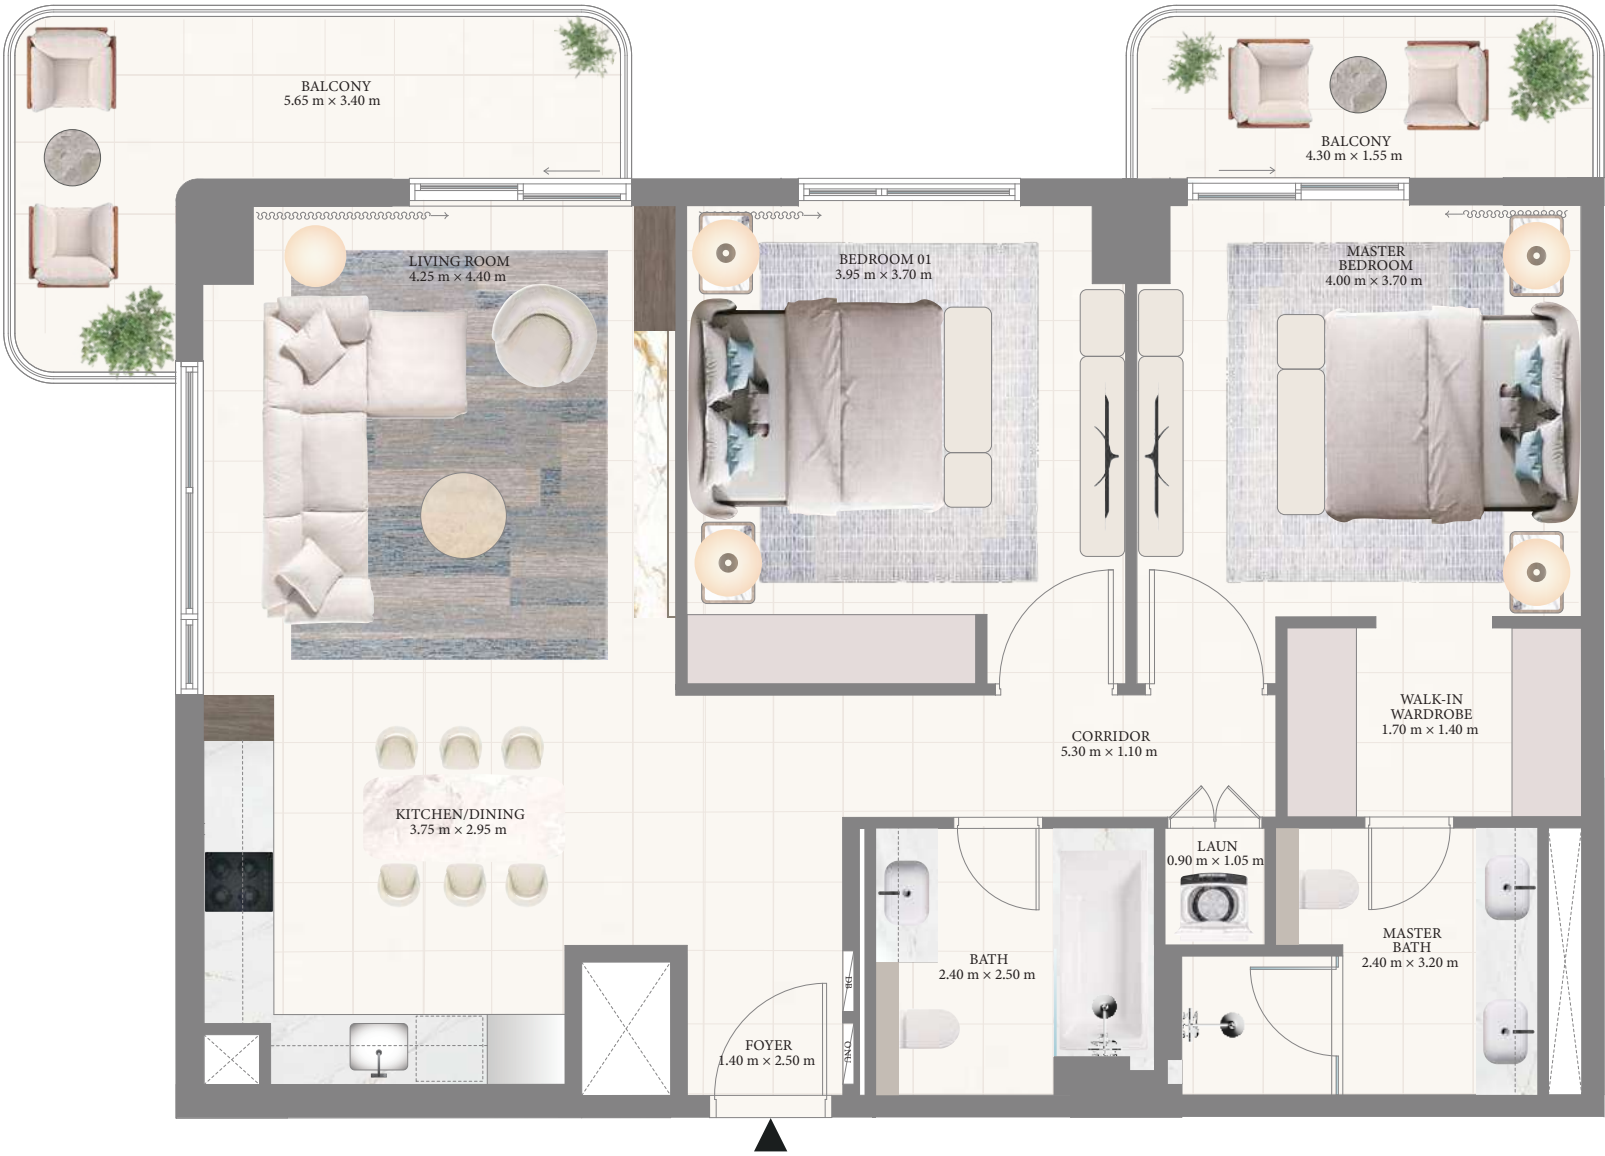 BALCONY
5.65 m × 3.40 m
BALCONY
4.30 m × 1.55 m
LIVING ROOM
4.25 m × 4.40 m
BEDROOM 01
3.95 m × 3.70 m
MASTER
BEDROOM
4.00 m × 3.70 m
WALK-IN
WARDROBE
1.70 m × 1.40 m
CORRIDOR
5.30 m × 1.10 m
KITCHEN/DINING
3.75 m × 2.95 m
LAUN
0.90 m × 1.05 m
MASTER
BATH
2.40 m × 3.20 m
BATH
2.40 m × 2.50 m
DB
ONU
FOYER
1.40 m × 2.50 m